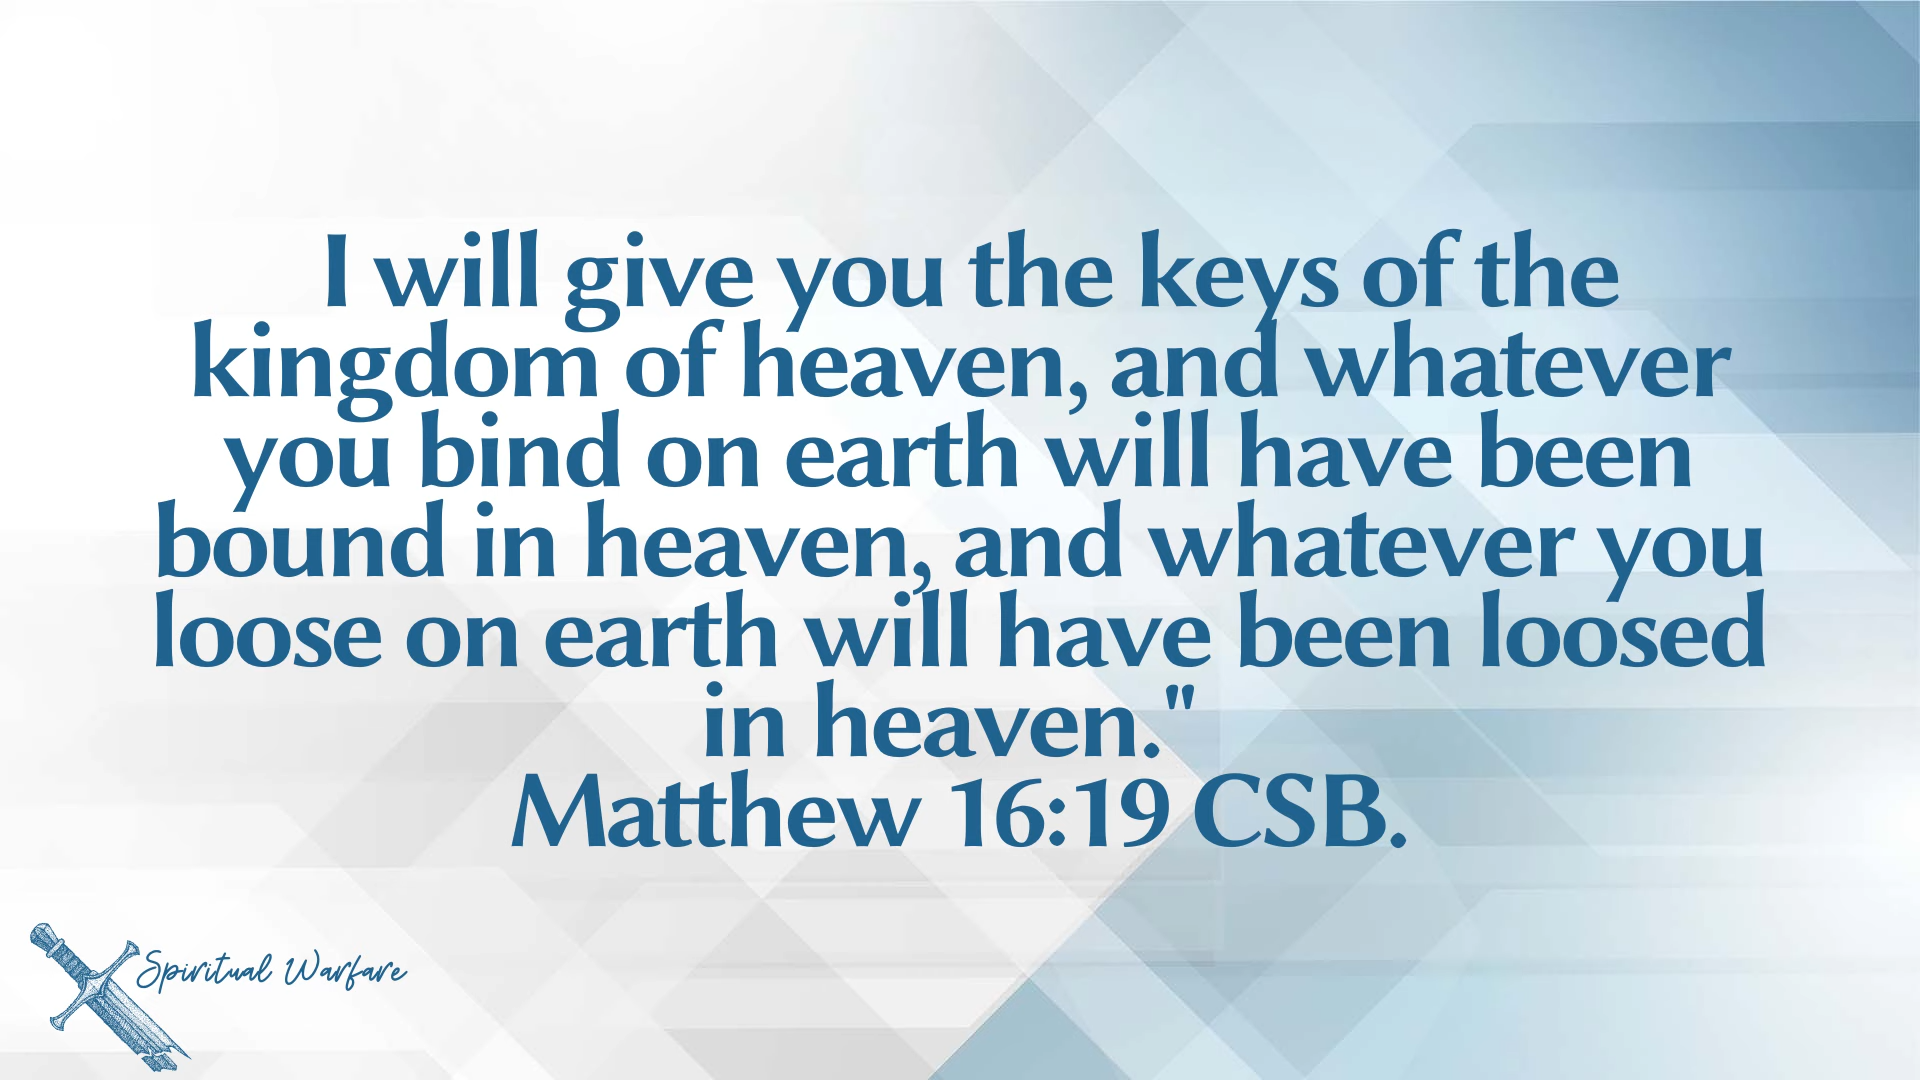 I will give you the keys of the
kingdom of heaven, and whatever
you bind on earth will have been
bound in heaven, and whatever you
loose on earth will have been loosed
in heaven."
Matthew 16:19 CSB.
Spiritual Warfare